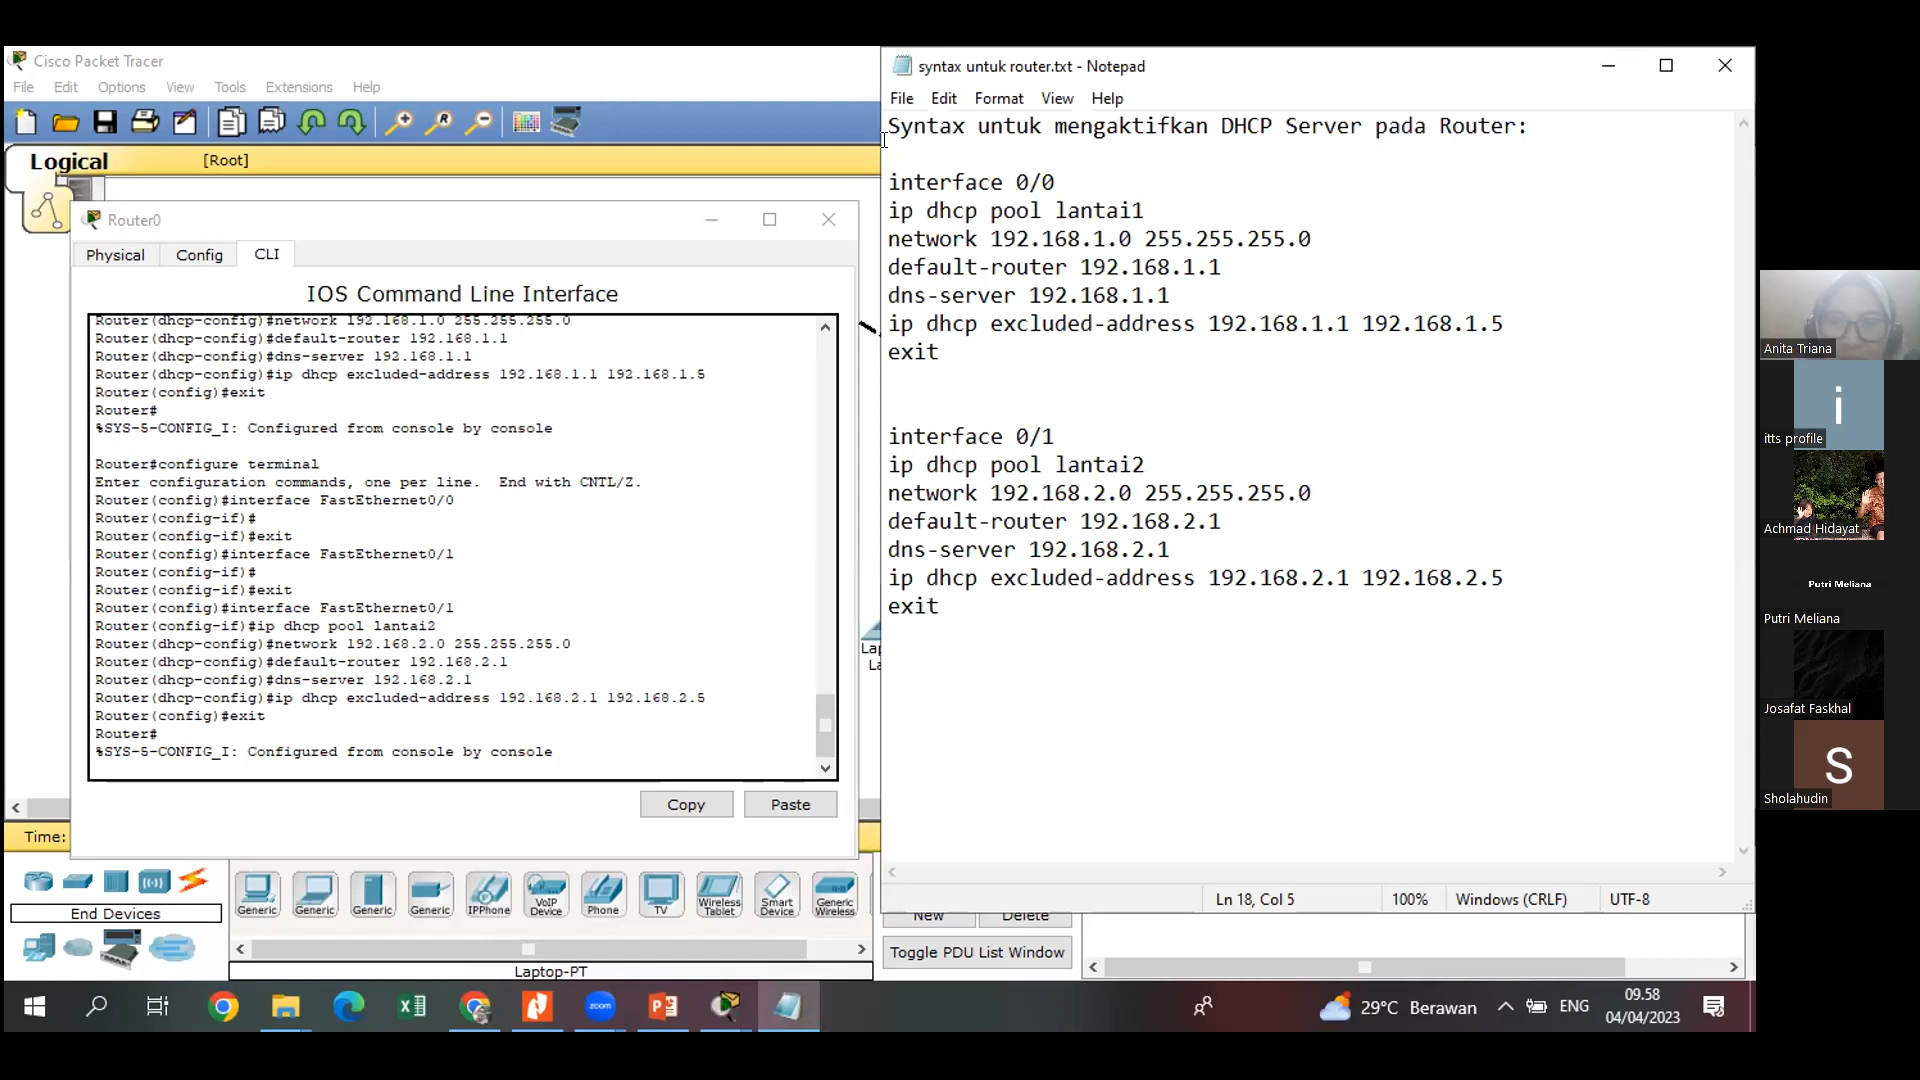 Cisco Packet Tracer
File Edit Options View Tools Extensions Help
Logical
[Root]
Router0
Physical Config CLI
IOS Command Line Interface
Router(dhcp-config)#network 192.168.1.0 255.255.255.0
Router(dhcp-config)#default-router 192.168.1.1
Router(dhcp-config)#dns-server 192.168.1.1
Router(dhcp-config)#ip dhcp excluded-address 192.168.1.1 192.168.1.5
Router(config)#exit
Router#
%SYS-5-CONFIG_I: Configured from console by console
Router#configure terminal
Enter configuration commands, one per line.  End with CNTL/Z.
Router(config)#interface FastEthernet0/0
Router(config-if)#
Router(config-if)#exit
Router(config)#interface FastEthernet0/1
Router(config-if)#
Router(config-if)#exit
Router(config)#interface FastEthernet0/1
Router(config-if)#ip dhcp pool lantai2
Router(dhcp-config)#network 192.168.2.0 255.255.255.0
Router(dhcp-config)#default-router 192.168.2.1
Router(dhcp-config)#dns-server 192.168.2.1
Router(dhcp-config)#ip dhcp excluded-address 192.168.2.1 192.168.2.5
Router(config)#exit
Router#
%SYS-5-CONFIG_I: Configured from console by console
Copy Paste
Time:
End Devices
Generic Generic Generic Generic IPPhone VoIP Device Phone TV Wireless Tablet Smart Device Generic Wireless
Laptop-PT
syntax untuk router.txt - Notepad
File Edit Format View Help
Syntax untuk mengaktifkan DHCP Server pada Router:
interface 0/0
ip dhcp pool lantai1
network 192.168.1.0 255.255.255.0
default-router 192.168.1.1
dns-server 192.168.1.1
ip dhcp excluded-address 192.168.1.1 192.168.1.5
exit
interface 0/1
ip dhcp pool lantai2
network 192.168.2.0 255.255.255.0
default-router 192.168.2.1
dns-server 192.168.2.1
ip dhcp excluded-address 192.168.2.1 192.168.2.5
exit
Ln 18, Col 5 100% Windows (CRLF) UTF-8
New Delete
Toggle PDU List Window
zoom
29°C Berawan
ENG
09.58
04/04/2023
Anita Triana
i
itts profile
Achmad Hidayat
Putri Meliana
Putri Meliana
Josafat Faskhal
S
Sholahudin